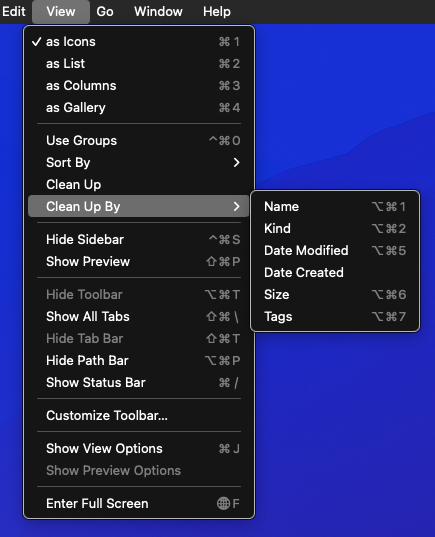 Edit View Go Window Help
✓ as Icons ⌘1
as List ⌘2
as Columns ⌘3
as Gallery ⌘4
Use Groups ^⌘0
Sort By >
Clean Up
Clean Up By >
Name ⌥⌘1
Kind ⌥⌘2
Date Modified ⌥⌘5
Date Created
Size ⌥⌘6
Tags ⌥⌘7
Hide Sidebar ^⌘S
Show Preview ⇧⌘P
Hide Toolbar ⌥⌘T
Show All Tabs ⇧⌘\
Hide Tab Bar ⇧⌘T
Hide Path Bar ⌥⌘P
Show Status Bar ⌘/
Customize Toolbar...
Show View Options ⌘J
Show Preview Options
Enter Full Screen 🌐F